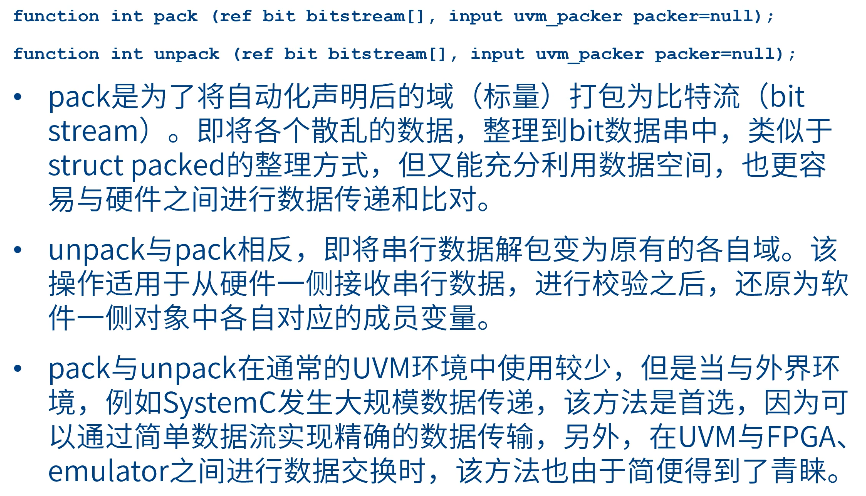 function int pack (ref bit bitstream[], input uvm_packer packer=null);
function int unpack (ref bit bitstream[], input uvm_packer packer=null);
• pack是为了将自动化声明后的域（标量）打包为比特流（bit
stream）。即将各个散乱的数据，整理到bit数据串中，类似于
struct packed的整理方式，但又能充分利用数据空间，也更容
易与硬件之间进行数据传递和比对。
• unpack与pack相反，即将串行数据解包变为原有的各自域。该
操作适用于从硬件一侧接收串行数据，进行校验之后，还原为软
件一侧对象中各自对应的成员变量。
• pack与unpack在通常的UVM环境中使用较少，但是当与外界环
境，例如SystemC发生大规模数据传递，该方法是首选，因为可
以通过简单数据流实现精确的数据传输，另外，在UVM与FPGA、
emulator之间进行数据交换时，该方法也由于简便得到了青睐。